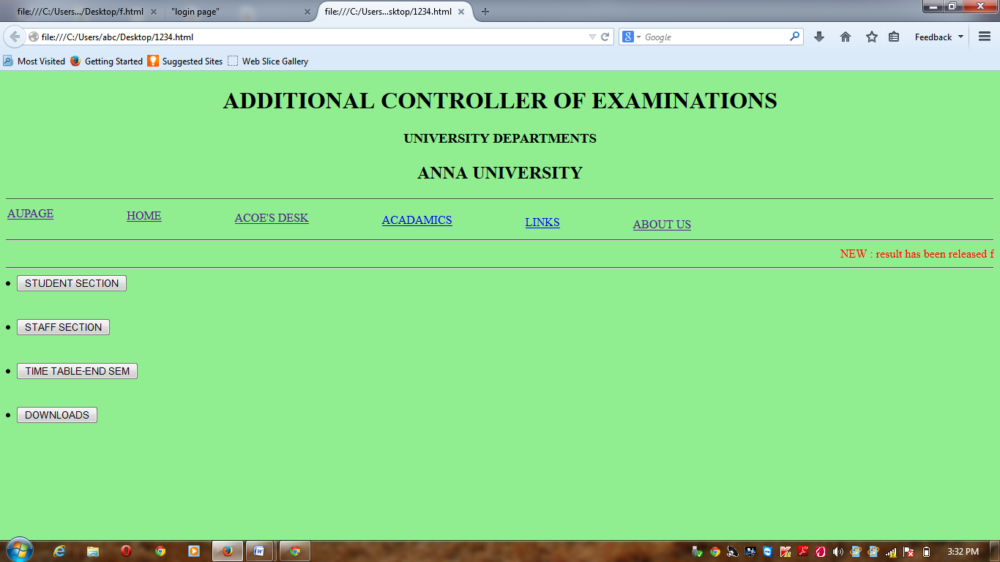 file:///C:/Users.../Desktop/f.html
"login page"
file:///C:/Users...sktop/1234.html
file:///C:/Users/abc/Desktop/1234.html
Google
Feedback
Most Visited
Getting Started
Suggested Sites
Web Slice Gallery
ADDITIONAL CONTROLLER OF EXAMINATIONS
UNIVERSITY DEPARTMENTS
ANNA UNIVERSITY
AUPAGE HOME ACOE'S DESK ACADAMICS LINKS ABOUT US
NEW : result has been released f
STUDENT SECTION
STAFF SECTION
TIME TABLE-END SEM
DOWNLOADS
3:32 PM